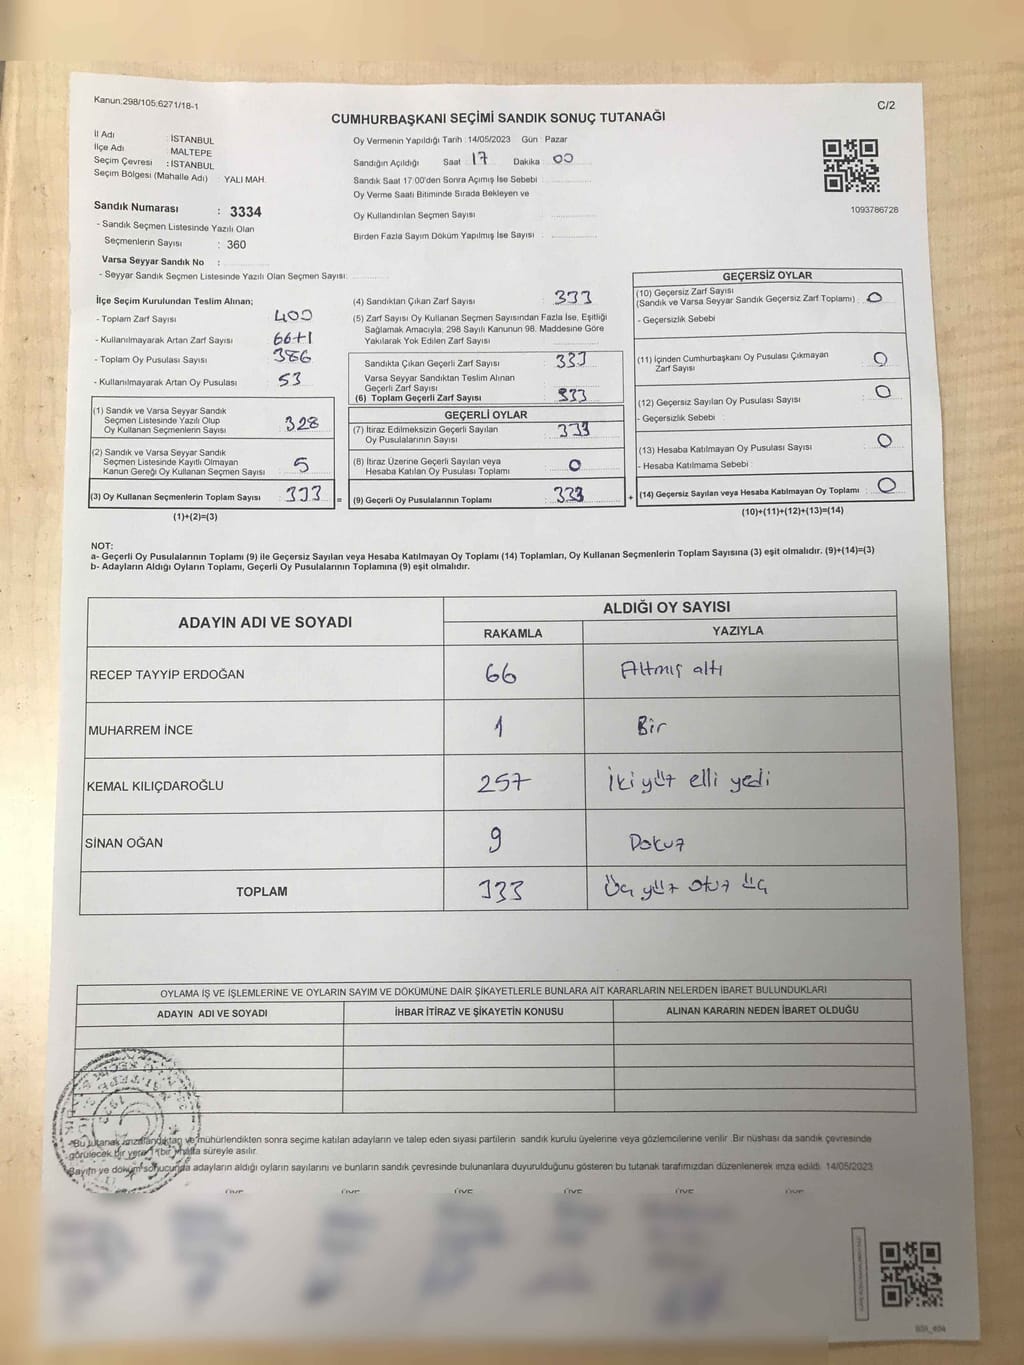 Kanun:298/105;6271/18-1
C/2
CUMHURBAŞKANI SEÇİMİ SANDIK SONUÇ TUTANAĞI
İl Adı : İSTANBUL
İlçe Adı : MALTEPE
Seçim Çevresi : İSTANBUL
Seçim Bölgesi (Mahalle Adı) : YALI MAH.
Oy Vermenin Yapıldığı Tarih : 14/05/2023 Gün : Pazar
Sandığın Açıldığı Saat : 17 Dakika : 00
Sandık Saat 17:00'den Sonra Açımış İse Sebebi :
Oy Verme Saati Bitiminde Sırada Bekleyen ve
Oy Kullandırılan Seçmen Sayısı
Birden Fazla Sayım Döküm Yapılmış İse Sayısı :
1093786728
Sandık Numarası : 3334
- Sandık Seçmen Listesinde Yazılı Olan
Seçmenlerin Sayısı : 360
Varsa Seyyar Sandık No :
- Seyyar Sandık Seçmen Listesinde Yazılı Olan Seçmen Sayısı:
İlçe Seçim Kurulundan Teslim Alınan;
- Toplam Zarf Sayısı : 400
- Kullanılmayarak Artan Zarf Sayısı : 66+1
- Toplam Oy Pusulası Sayısı : 386
- Kullanılmayarak Artan Oy Pusulası : 53
(1) Sandık ve Varsa Seyyar Sandık
Seçmen Listesinde Yazılı Olup
Oy Kullanan Seçmenlerin Sayısı : 328
(2) Sandık ve Varsa Seyyar Sandık
Seçmen Listesinde Kayıtlı Olmayan
Kanun Gereği Oy Kullanan Seçmen Sayısı : 5
(3) Oy Kullanan Seçmenlerin Toplam Sayısı : 333 =
(1)+(2)=(3)
(4) Sandıktan Çıkan Zarf Sayısı : 333
(5) Zarf Sayısı Oy Kullanan Seçmen Sayısından Fazla İse, Eşitliği
Sağlamak Amacıyla; 298 Sayılı Kanunun 98. Maddesine Göre
Yakılarak Yok Edilen Zarf Sayısı :
Sandıkta Çıkan Geçerli Zarf Sayısı : 333
Varsa Seyyar Sandıktan Teslim Alınan
Geçerli Zarf Sayısı :
(6) Toplam Geçerli Zarf Sayısı : 333
GEÇERLİ OYLAR
(7) İtiraz Edilmeksizin Geçerli Sayılan
Oy Pusulalarının Sayısı : 333
(8) İtiraz Üzerine Geçerli Sayılan veya
Hesaba Katılan Oy Pusulası Toplamı : 0
(9) Geçerli Oy Pusulalarının Toplamı : 333 +
GEÇERSİZ OYLAR
(10) Geçersiz Zarf Sayısı
(Sandık ve Varsa Seyyar Sandık Geçersiz Zarf Toplamı) : 0
- Geçersizlik Sebebi :
(11) İçinden Cumhurbaşkanı Oy Pusulası Çıkmayan
Zarf Sayısı : 0
(12) Geçersiz Sayılan Oy Pusulası Sayısı : 0
- Geçersizlik Sebebi :
(13) Hesaba Katılmayan Oy Pusulası Sayısı : 0
- Hesaba Katılmama Sebebi :
(14) Geçersiz Sayılan veya Hesaba Katılmayan Oy Toplamı : 0
(10)+(11)+(12)+(13)=(14)
NOT:
a- Geçerli Oy Pusulalarının Toplamı (9) ile Geçersiz Sayılan veya Hesaba Katılmayan Oy Toplamı (14) Toplamları, Oy Kullanan Seçmenlerin Toplam Sayısına (3) eşit olmalıdır. (9)+(14)=(3)
b- Adayların Aldığı Oyların Toplamı, Geçerli Oy Pusulalarının Toplamına (9) eşit olmalıdır.
ADAYIN ADI VE SOYADI
ALDIĞI OY SAYISI
RAKAMLA YAZIYLA
RECEP TAYYİP ERDOĞAN 66 Altmış altı
MUHARREM İNCE 1 Bir
KEMAL KILIÇDAROĞLU 257 İki yüz elli yedi
SİNAN OĞAN 9 Dokuz
TOPLAM 333 Üç yüz otuz üç
OYLAMA İŞ VE İŞLEMLERİNE VE OYLARIN SAYIM VE DÖKÜMÜNE DAİR ŞİKAYETLERLE BUNLARA AİT KARARLARIN NELERDEN İBARET BULUNDUKLARI
ADAYIN ADI VE SOYADI İHBAR İTİRAZ VE ŞİKAYETİN KONUSU ALINAN KARARIN NEDEN İBARET OLDUĞU
-Bu tutanak imzalandıktan ve mühürlendikten sonra seçime katılan adayların ve talep eden siyasi partilerin sandık kurulu üyelerine veya gözlemcilerine verilir. Bir nüshası da sandık çevresinde
görülecek bir yere 1 (bir) hafta süreyle asılır.
-Sayım ve döküm sonucunda adayların aldığı oyların sayılarını ve bunların sandık çevresinde bulunanlara duyurulduğunu gösteren bu tutanak tarafımızdan düzenlenerek imza edildi. 14/05/2023
ÜYE ÜYE ÜYE ÜYE ÜYE